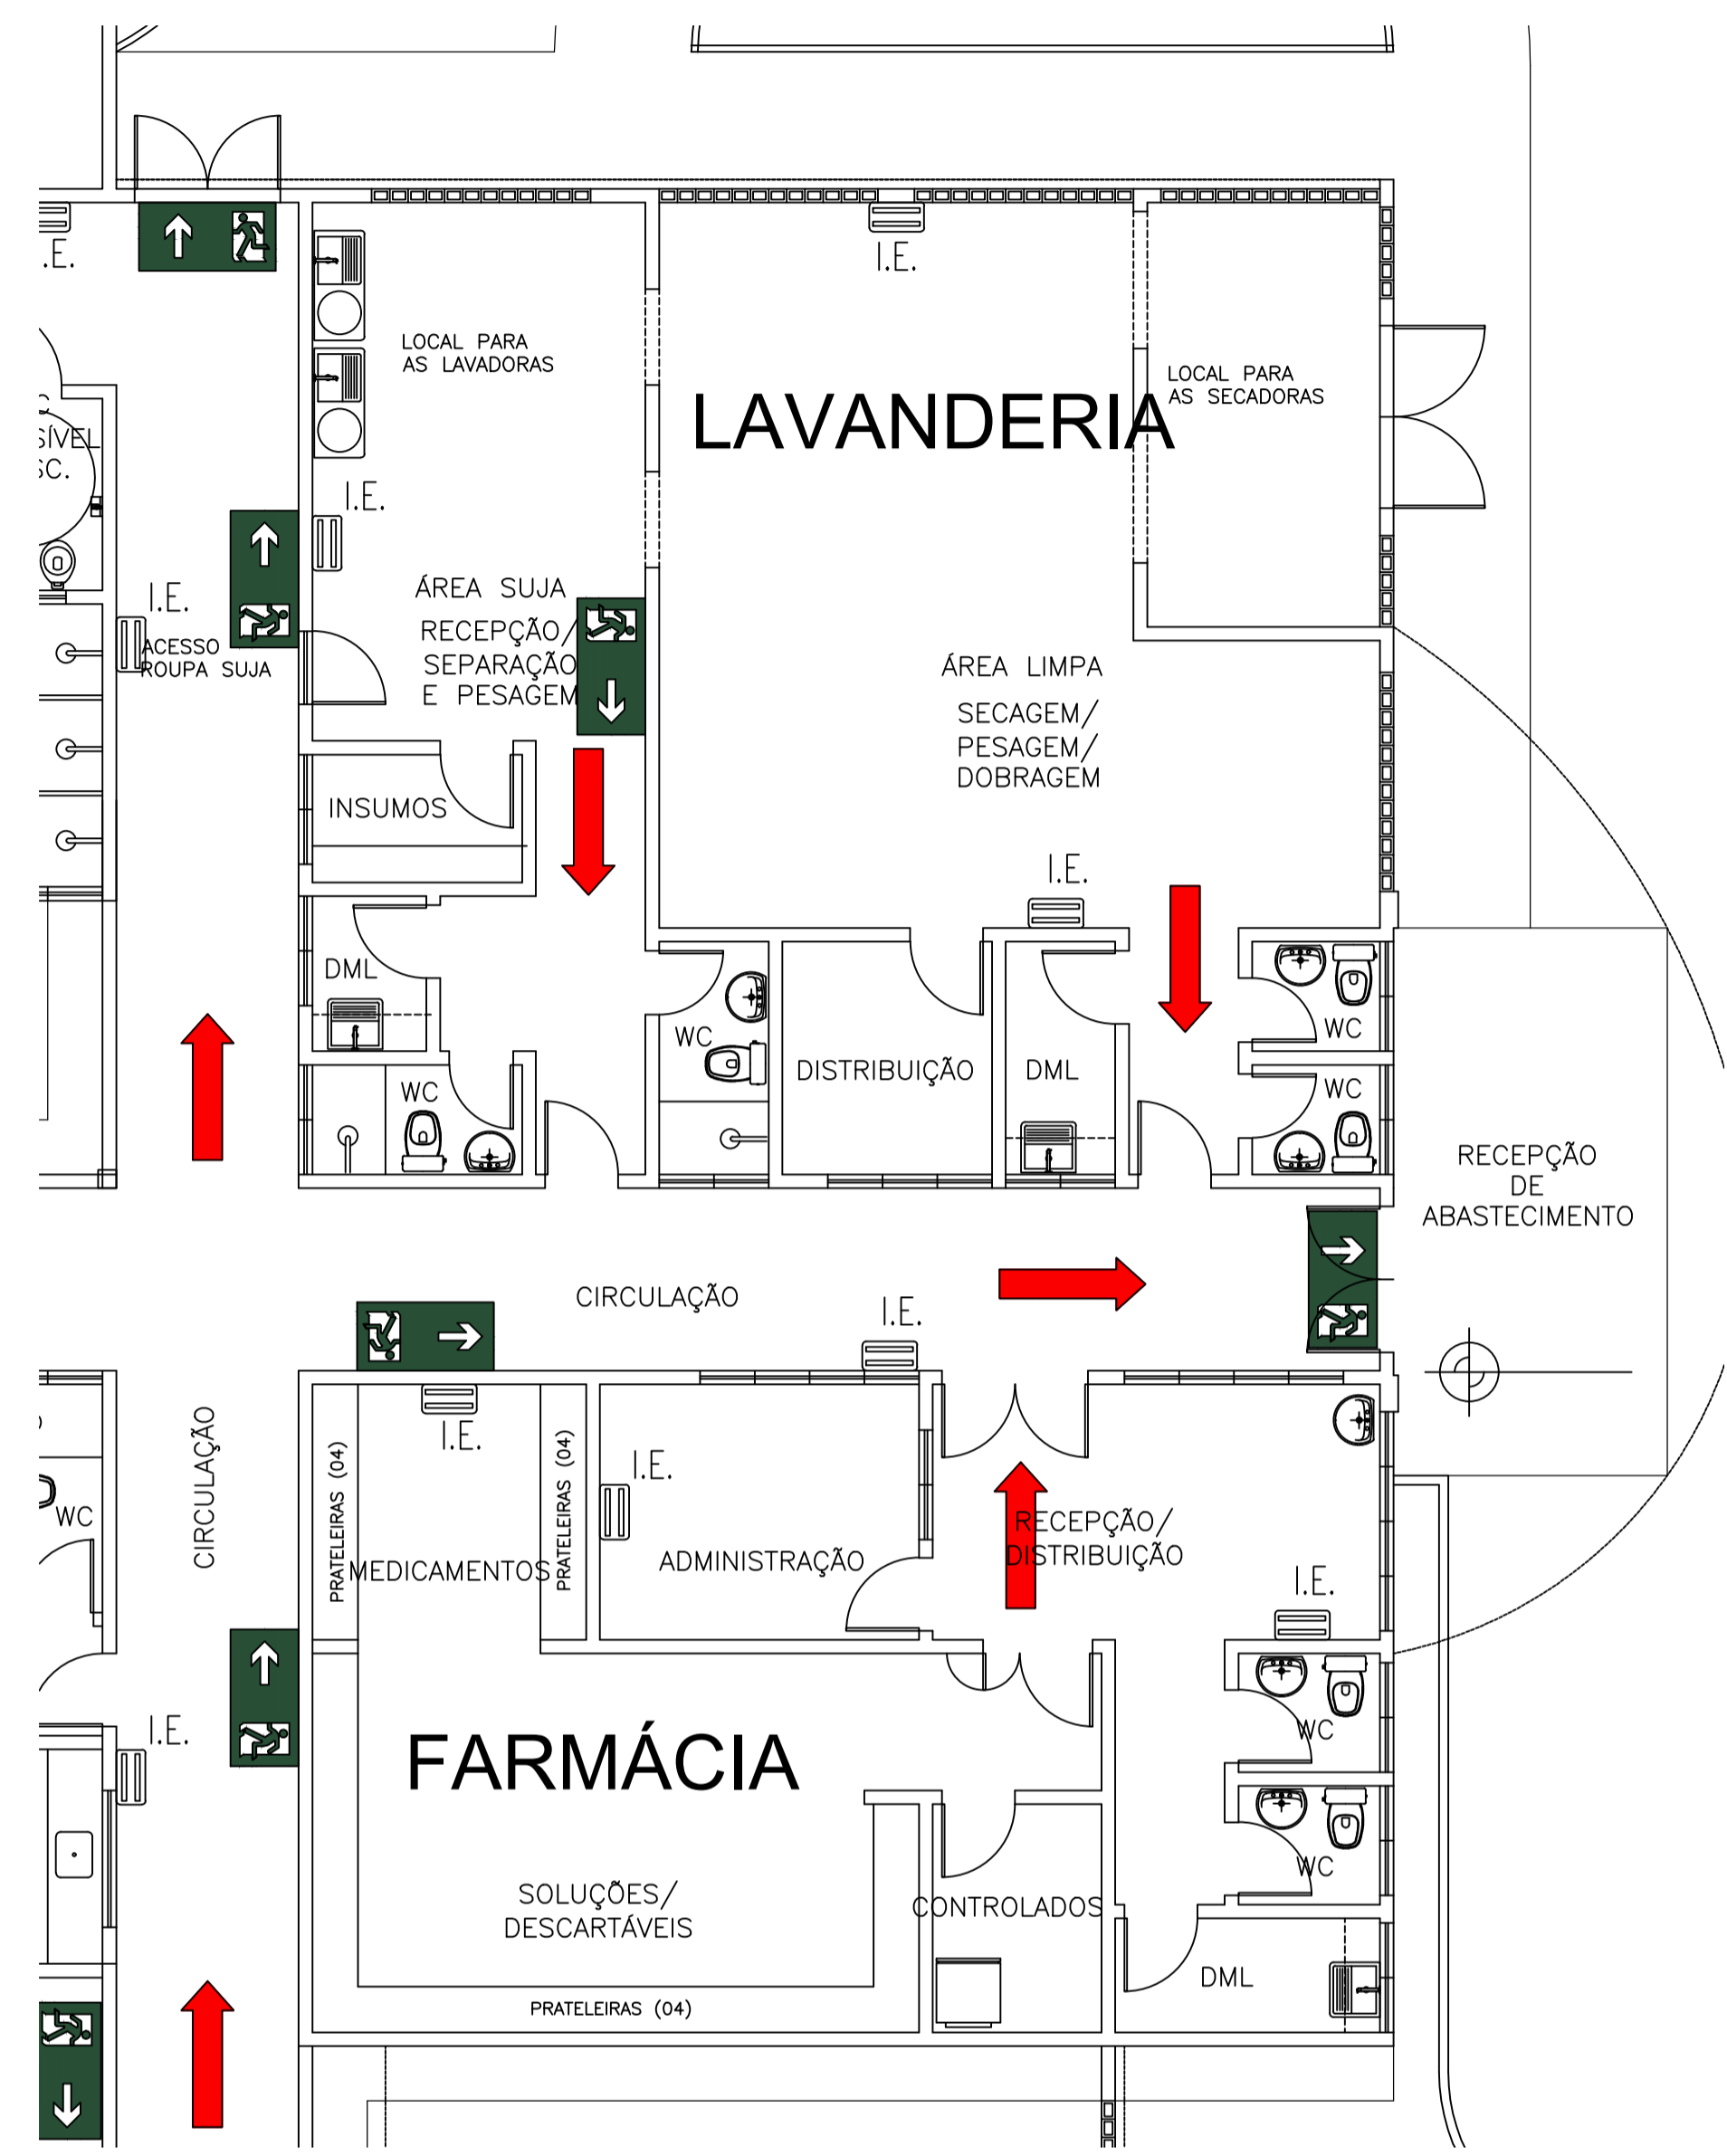 I.E.
.E.
LOCAL PARA
AS LAVADORAS
LOCAL PARA
AS SECADORAS
LAVANDERIA
SÍVEL
SC.
I.E.
I.E.
ACESSO
ROUPA SUJA
ÁREA SUJA
RECEPÇÃO/
SEPARAÇÃO
E PESAGEM
ÁREA LIMPA
SECAGEM/
PESAGEM/
DOBRAGEM
INSUMOS
I.E.
DML
WC
DISTRIBUIÇÃO
DML
WC
WC
WC
RECEPÇÃO
DE
ABASTECIMENTO
CIRCULAÇÃO
I.E.
CIRCULAÇÃO
PRATELEIRAS (04)
I.E.
PRATELEIRAS (04)
MEDICAMENTOS
I.E.
ADMINISTRAÇÃO
RECEPÇÃO/
DISTRIBUIÇÃO
I.E.
WC
I.E.
FARMÁCIA
WC
WC
SOLUÇÕES/
DESCARTÁVEIS
CONTROLADOS
DML
PRATELEIRAS (04)